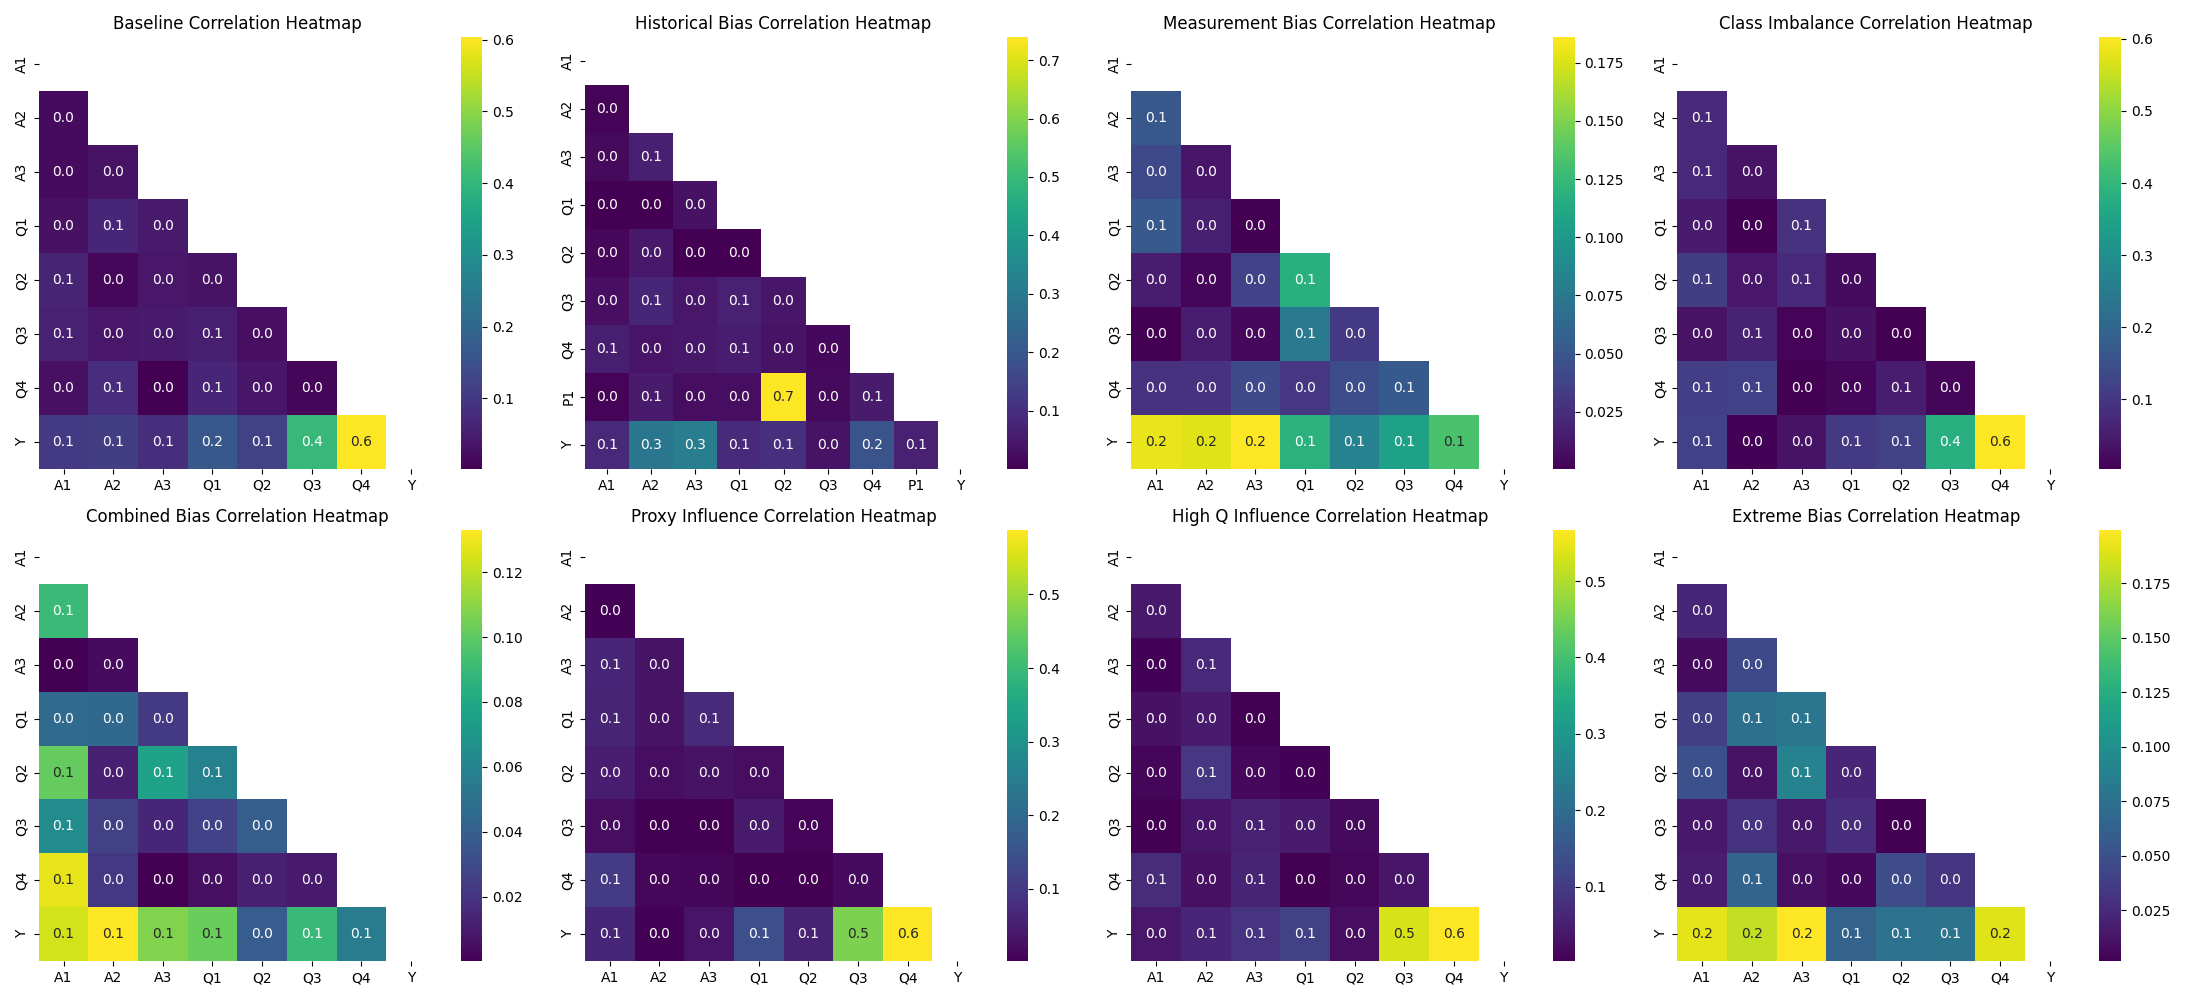 Baseline Correlation Heatmap
A1
A2 0.0
A3 0.0 0.0
Q1 0.0 0.1 0.0
Q2 0.1 0.0 0.0 0.0
Q3 0.1 0.0 0.0 0.1 0.0
Q4 0.0 0.1 0.0 0.1 0.0 0.0
Y 0.1 0.1 0.1 0.2 0.1 0.4 0.6
A1 A2 A3 Q1 Q2 Q3 Q4 Y
0.6
0.5
0.4
0.3
0.2
0.1
Historical Bias Correlation Heatmap
A1
A2 0.0
A3 0.0 0.1
Q1 0.0 0.0 0.0
Q2 0.0 0.0 0.0 0.0
Q3 0.0 0.1 0.0 0.1 0.0
Q4 0.1 0.0 0.0 0.1 0.0 0.0
P1 0.0 0.1 0.0 0.0 0.7 0.0 0.1
Y 0.1 0.3 0.3 0.1 0.1 0.0 0.2 0.1
A1 A2 A3 Q1 Q2 Q3 Q4 P1 Y
0.7
0.6
0.5
0.4
0.3
0.2
0.1
Measurement Bias Correlation Heatmap
A1
A2 0.1
A3 0.0 0.0
Q1 0.1 0.0 0.0
Q2 0.0 0.0 0.0 0.1
Q3 0.0 0.0 0.0 0.1 0.0
Q4 0.0 0.0 0.0 0.0 0.0 0.1
Y 0.2 0.2 0.2 0.1 0.1 0.1 0.1
A1 A2 A3 Q1 Q2 Q3 Q4 Y
0.175
0.150
0.125
0.100
0.075
0.050
0.025
Class Imbalance Correlation Heatmap
A1
A2 0.1
A3 0.1 0.0
Q1 0.0 0.0 0.1
Q2 0.1 0.0 0.1 0.0
Q3 0.0 0.1 0.0 0.0 0.0
Q4 0.1 0.1 0.0 0.0 0.1 0.0
Y 0.1 0.0 0.0 0.1 0.1 0.4 0.6
A1 A2 A3 Q1 Q2 Q3 Q4 Y
0.6
0.5
0.4
0.3
0.2
0.1
Combined Bias Correlation Heatmap
A1
A2 0.1
A3 0.0 0.0
Q1 0.0 0.0 0.0
Q2 0.1 0.0 0.1 0.1
Q3 0.1 0.0 0.0 0.0 0.0
Q4 0.1 0.0 0.0 0.0 0.0 0.0
Y 0.1 0.1 0.1 0.1 0.0 0.1 0.1
A1 A2 A3 Q1 Q2 Q3 Q4 Y
0.12
0.10
0.08
0.06
0.04
0.02
Proxy Influence Correlation Heatmap
A1
A2 0.0
A3 0.1 0.0
Q1 0.1 0.0 0.1
Q2 0.0 0.0 0.0 0.0
Q3 0.0 0.0 0.0 0.0 0.0
Q4 0.1 0.0 0.0 0.0 0.0 0.0
Y 0.1 0.0 0.0 0.1 0.1 0.5 0.6
A1 A2 A3 Q1 Q2 Q3 Q4 Y
0.5
0.4
0.3
0.2
0.1
High Q Influence Correlation Heatmap
A1
A2 0.0
A3 0.0 0.1
Q1 0.0 0.0 0.0
Q2 0.0 0.1 0.0 0.0
Q3 0.0 0.0 0.1 0.0 0.0
Q4 0.1 0.0 0.1 0.0 0.0 0.0
Y 0.0 0.1 0.1 0.1 0.0 0.5 0.6
A1 A2 A3 Q1 Q2 Q3 Q4 Y
0.5
0.4
0.3
0.2
0.1
Extreme Bias Correlation Heatmap
A1
A2 0.0
A3 0.0 0.0
Q1 0.0 0.1 0.1
Q2 0.0 0.0 0.1 0.0
Q3 0.0 0.0 0.0 0.0 0.0
Q4 0.0 0.1 0.0 0.0 0.0 0.0
Y 0.2 0.2 0.2 0.1 0.1 0.1 0.2
A1 A2 A3 Q1 Q2 Q3 Q4 Y
0.175
0.150
0.125
0.100
0.075
0.050
0.025